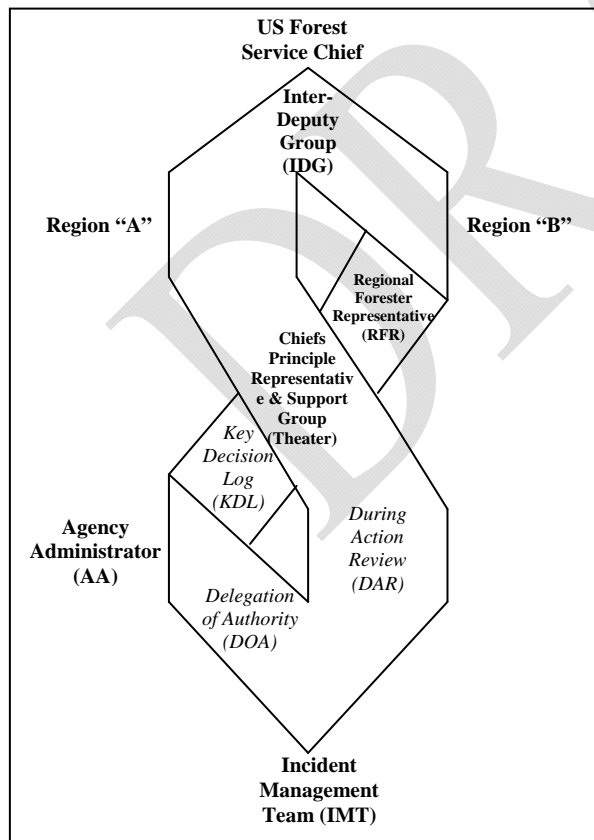 US Forest
Service Chief
Inter-
Deputy
Group
(IDG)
Region “A”
Region “B”
Regional
Forester
Representative
(RFR)
Chiefs
Principle
Representativ
e & Support
Group
(Theater)
Key
Decision
Log
(KDL)
During
Action
Review
(DAR)
Agency
Administrator
(AA)
Delegation
of Authority
(DOA)
Incident
Management
Team (IMT)
DR